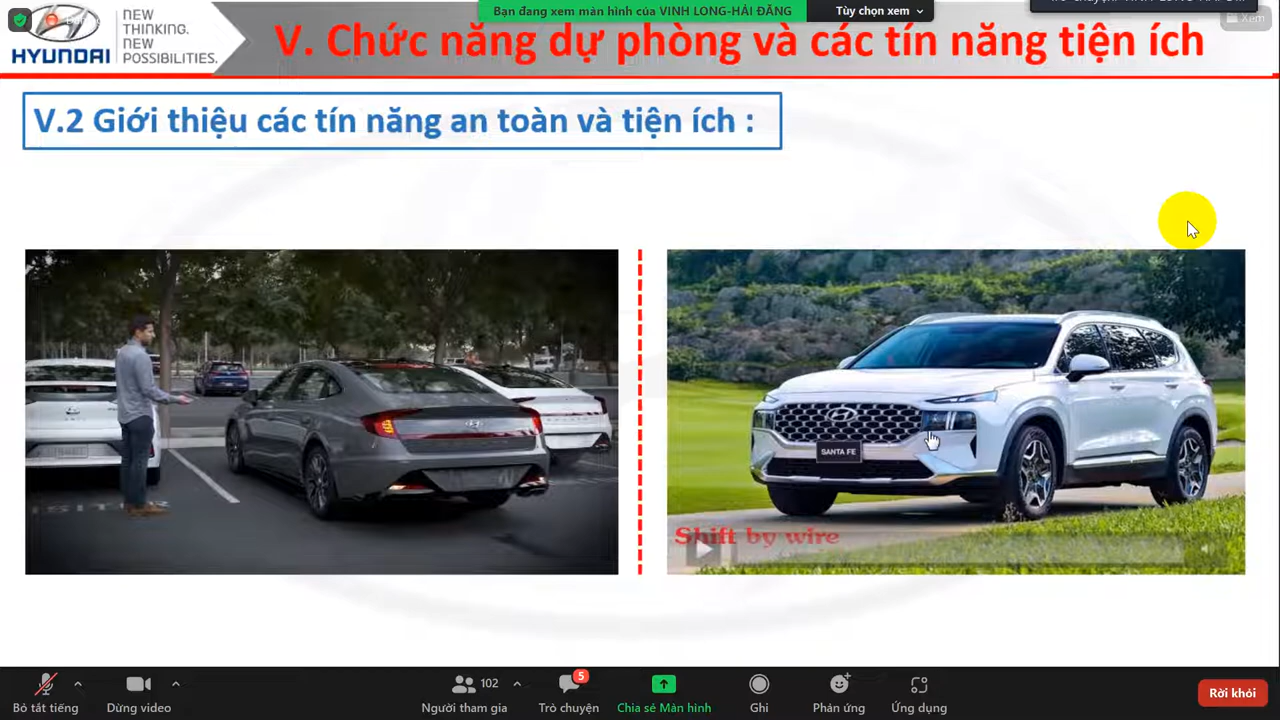 Bạn đang xem màn hình của VINH LONG-HẢI ĐĂNG
Tùy chọn xem
Xem
HYUNDAI
NEW
THINKING.
NEW
POSSIBILITIES.
V. Chức năng dự phòng và các tín năng tiện ích
V.2 Giới thiệu các tín năng an toàn và tiện ích :
SANTA FE
Shift by wire
102
5
Bỏ tắt tiếng
Dừng video
Người tham gia
Trò chuyện
Chia sẻ Màn hình
Ghi
Phản ứng
Ứng dụng
Rời khỏi